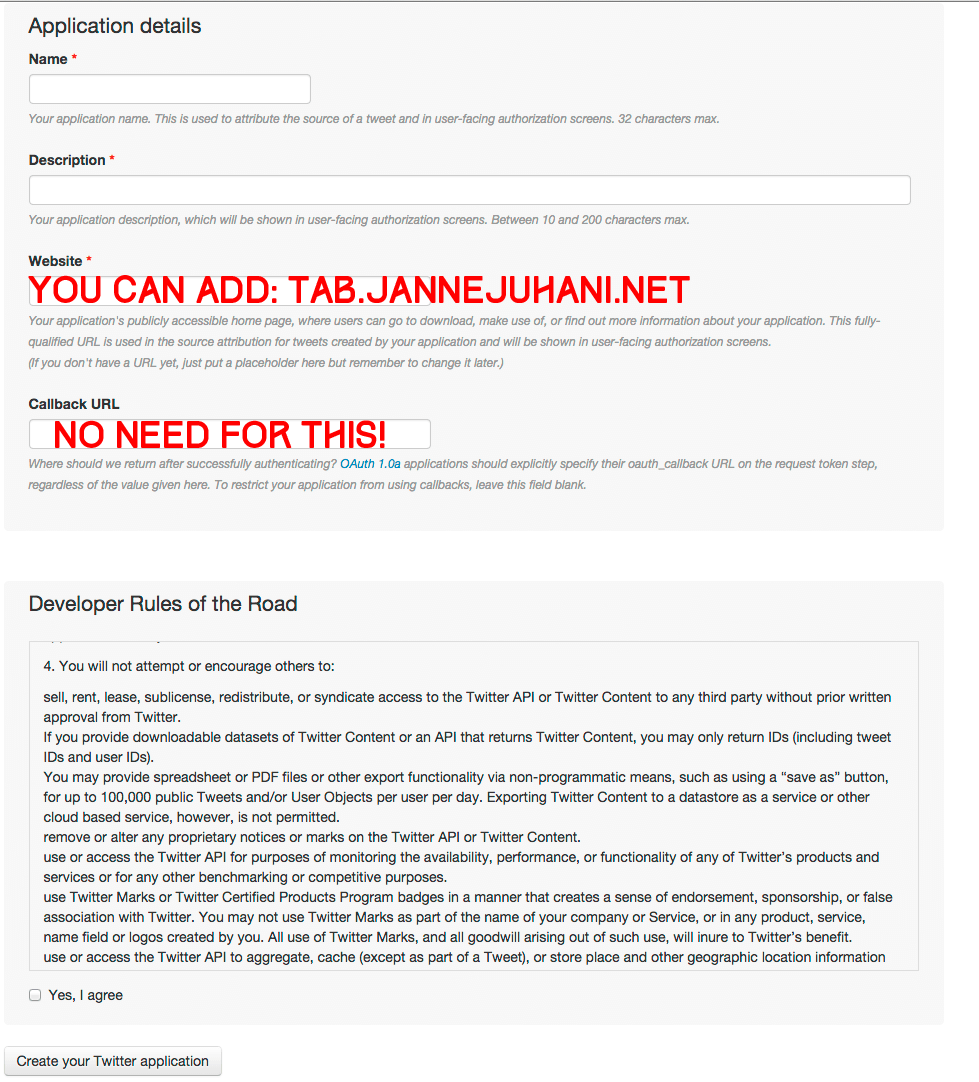 Application details
Name *
Your application name. This is used to attribute the source of a tweet and in user-facing authorization screens. 32 characters max.
Description *
Your application description, which will be shown in user-facing authorization screens. Between 10 and 200 characters max.
Website *
YOU CAN ADD: TAB.JANNEJUHANI.NET
Your application's publicly accessible home page, where users can go to download, make use of, or find out more information about your application. This fully-
qualified URL is used in the source attribution for tweets created by your application and will be shown in user-facing authorization screens.
(If you don't have a URL yet, just put a placeholder here but remember to change it later.)
Callback URL
NO NEED FOR THIS!
Where should we return after successfully authenticating? OAuth 1.0a applications should explicitly specify their oauth_callback URL on the request token step,
regardless of the value given here. To restrict your application from using callbacks, leave this field blank.
Developer Rules of the Road
4. You will not attempt or encourage others to:
sell, rent, lease, sublicense, redistribute, or syndicate access to the Twitter API or Twitter Content to any third party without prior written
approval from Twitter.
If you provide downloadable datasets of Twitter Content or an API that returns Twitter Content, you may only return IDs (including tweet
IDs and user IDs).
You may provide spreadsheet or PDF files or other export functionality via non-programmatic means, such as using a “save as” button,
for up to 100,000 public Tweets and/or User Objects per user per day. Exporting Twitter Content to a datastore as a service or other
cloud based service, however, is not permitted.
remove or alter any proprietary notices or marks on the Twitter API or Twitter Content.
use or access the Twitter API for purposes of monitoring the availability, performance, or functionality of any of Twitter’s products and
services or for any other benchmarking or competitive purposes.
use Twitter Marks or Twitter Certified Products Program badges in a manner that creates a sense of endorsement, sponsorship, or false
association with Twitter. You may not use Twitter Marks as part of the name of your company or Service, or in any product, service,
name field or logos created by you. All use of Twitter Marks, and all goodwill arising out of such use, will inure to Twitter’s benefit.
use or access the Twitter API to aggregate, cache (except as part of a Tweet), or store place and other geographic location information
Yes, I agree
Create your Twitter application